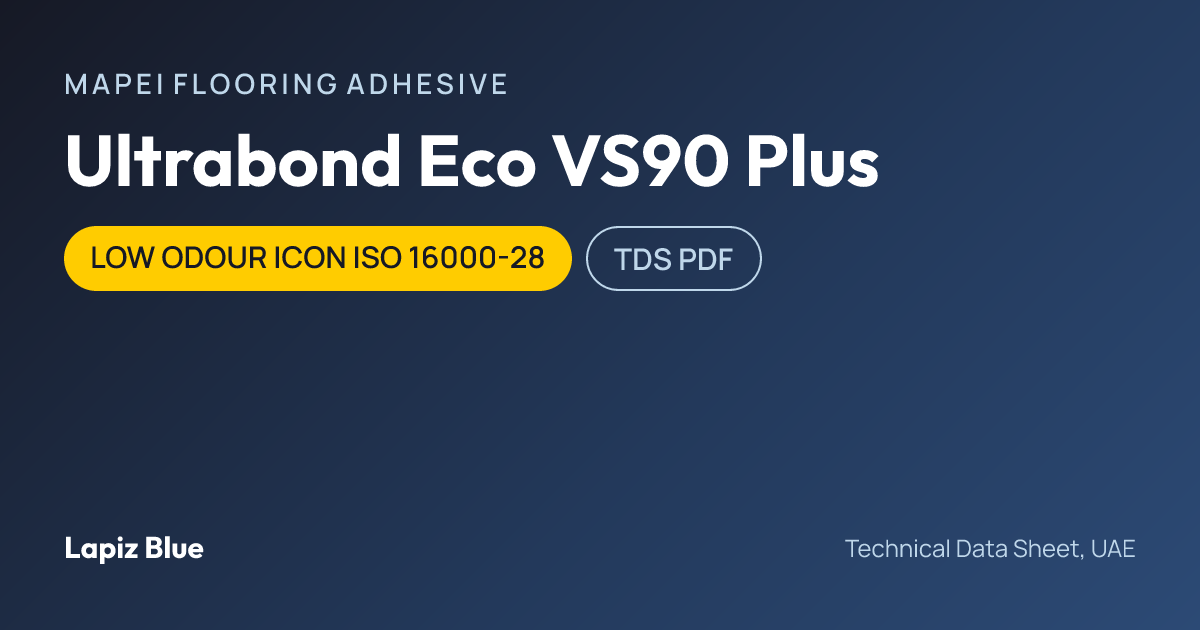 MAPEI FLOORING ADHESIVE
Ultrabond Eco VS90 Plus
LOW ODOUR ICON ISO 16000-28 TDS PDF
Lapiz Blue Technical Data Sheet, UAE